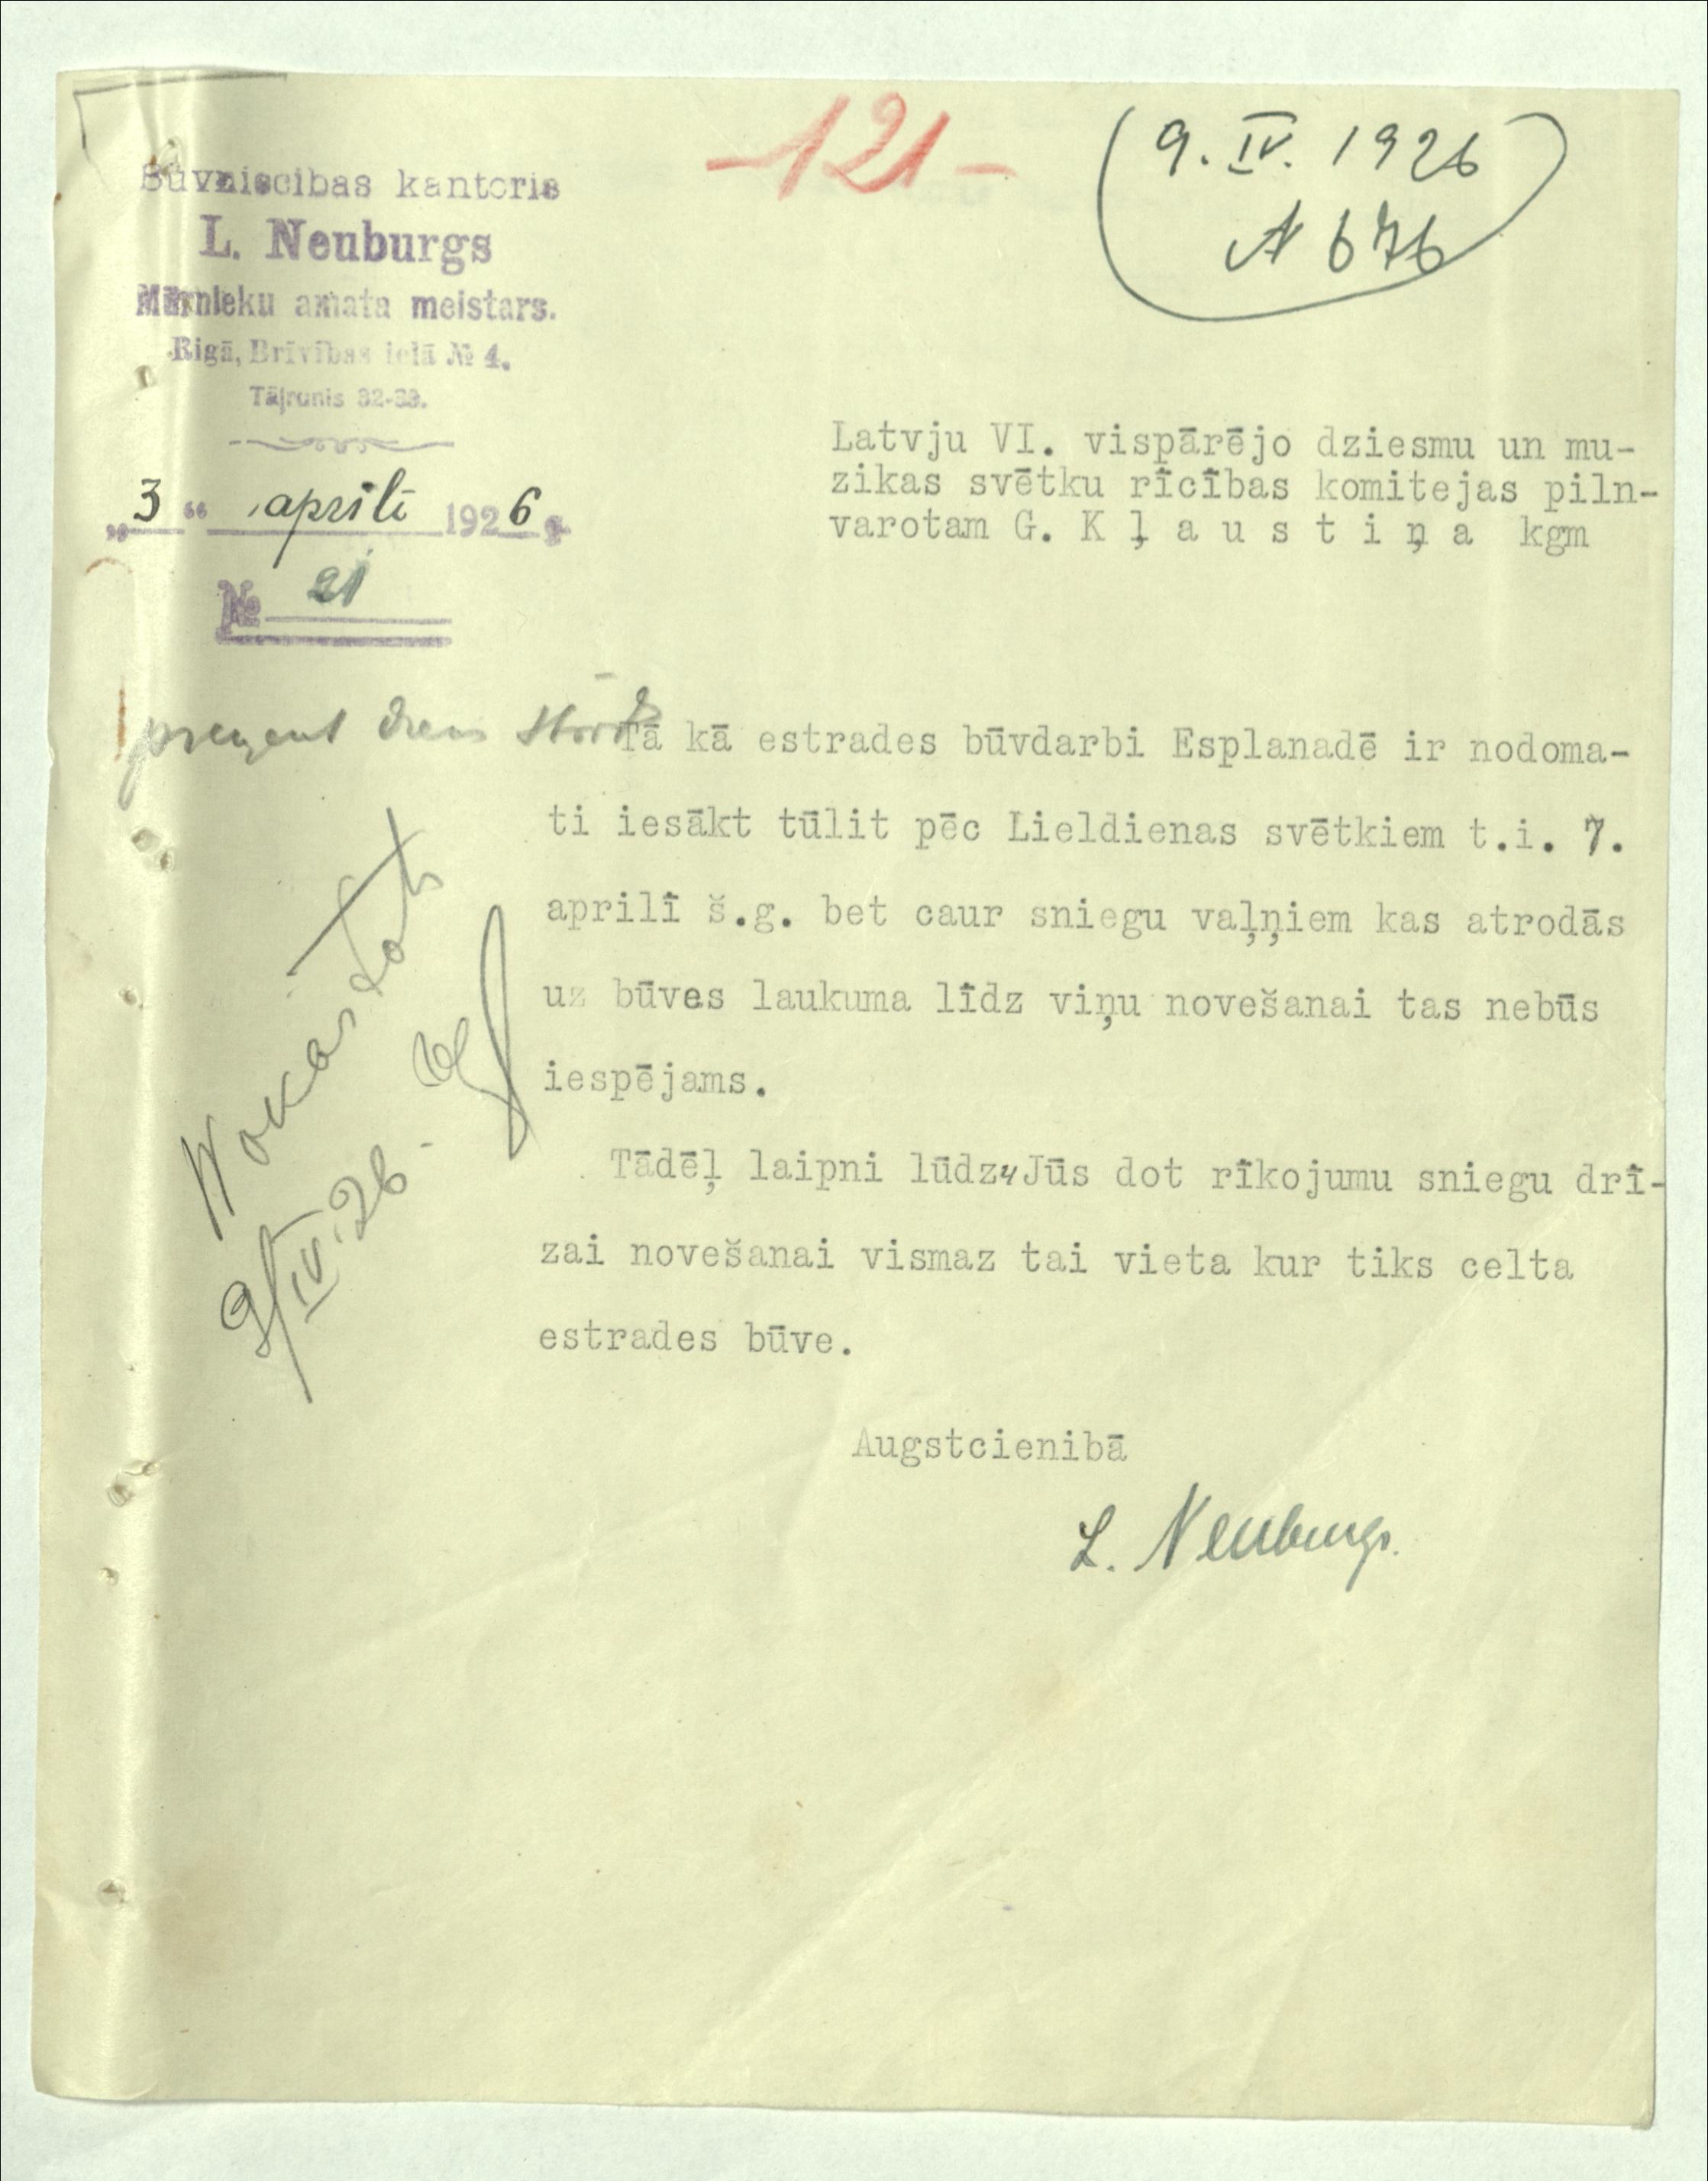 -121-
9. IV. 1926
№ 676
Būvniecības kantoris
L. Neuburgs
Mūrnieku amata meistars.
Rīgā, Brīvības ielā № 4.
Tālrunis 32-33.
„3“ aprīlī 1926 g.
№ 21
Latvju VI. vispārējo dziesmu un mu-
zikas svētku rīcības komitejas piln-
varotam G. K ļ a u s t i ņ a kgm
Tā kā estrades būvdarbi Esplanadē ir nodoma-
ti iesākt tūlit pēc Lieldienas svētkiem t.i. 7.
aprilī š.g. bet caur sniegu vaļņiem kas atrodās
uz būves laukuma līdz viņu novešanai tas nebūs
iespējams.
Tādēļ laipni lūdzu Jūs dot rīkojumu sniegu drī-
zai novešanai vismaz tai vieta kur tiks celta
estrades būve.
9/IV.26.
Augstcienibā
L. Neuburgs.